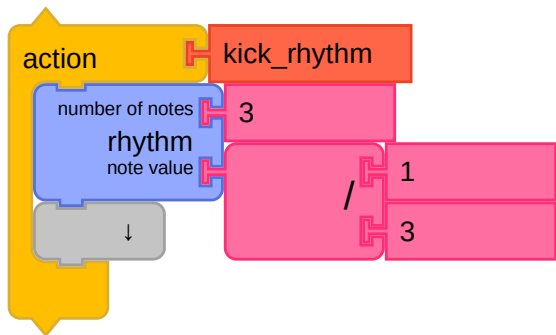 action
kick_rhythm
number of notes
3
rhythm
note value
/
1
3
↓